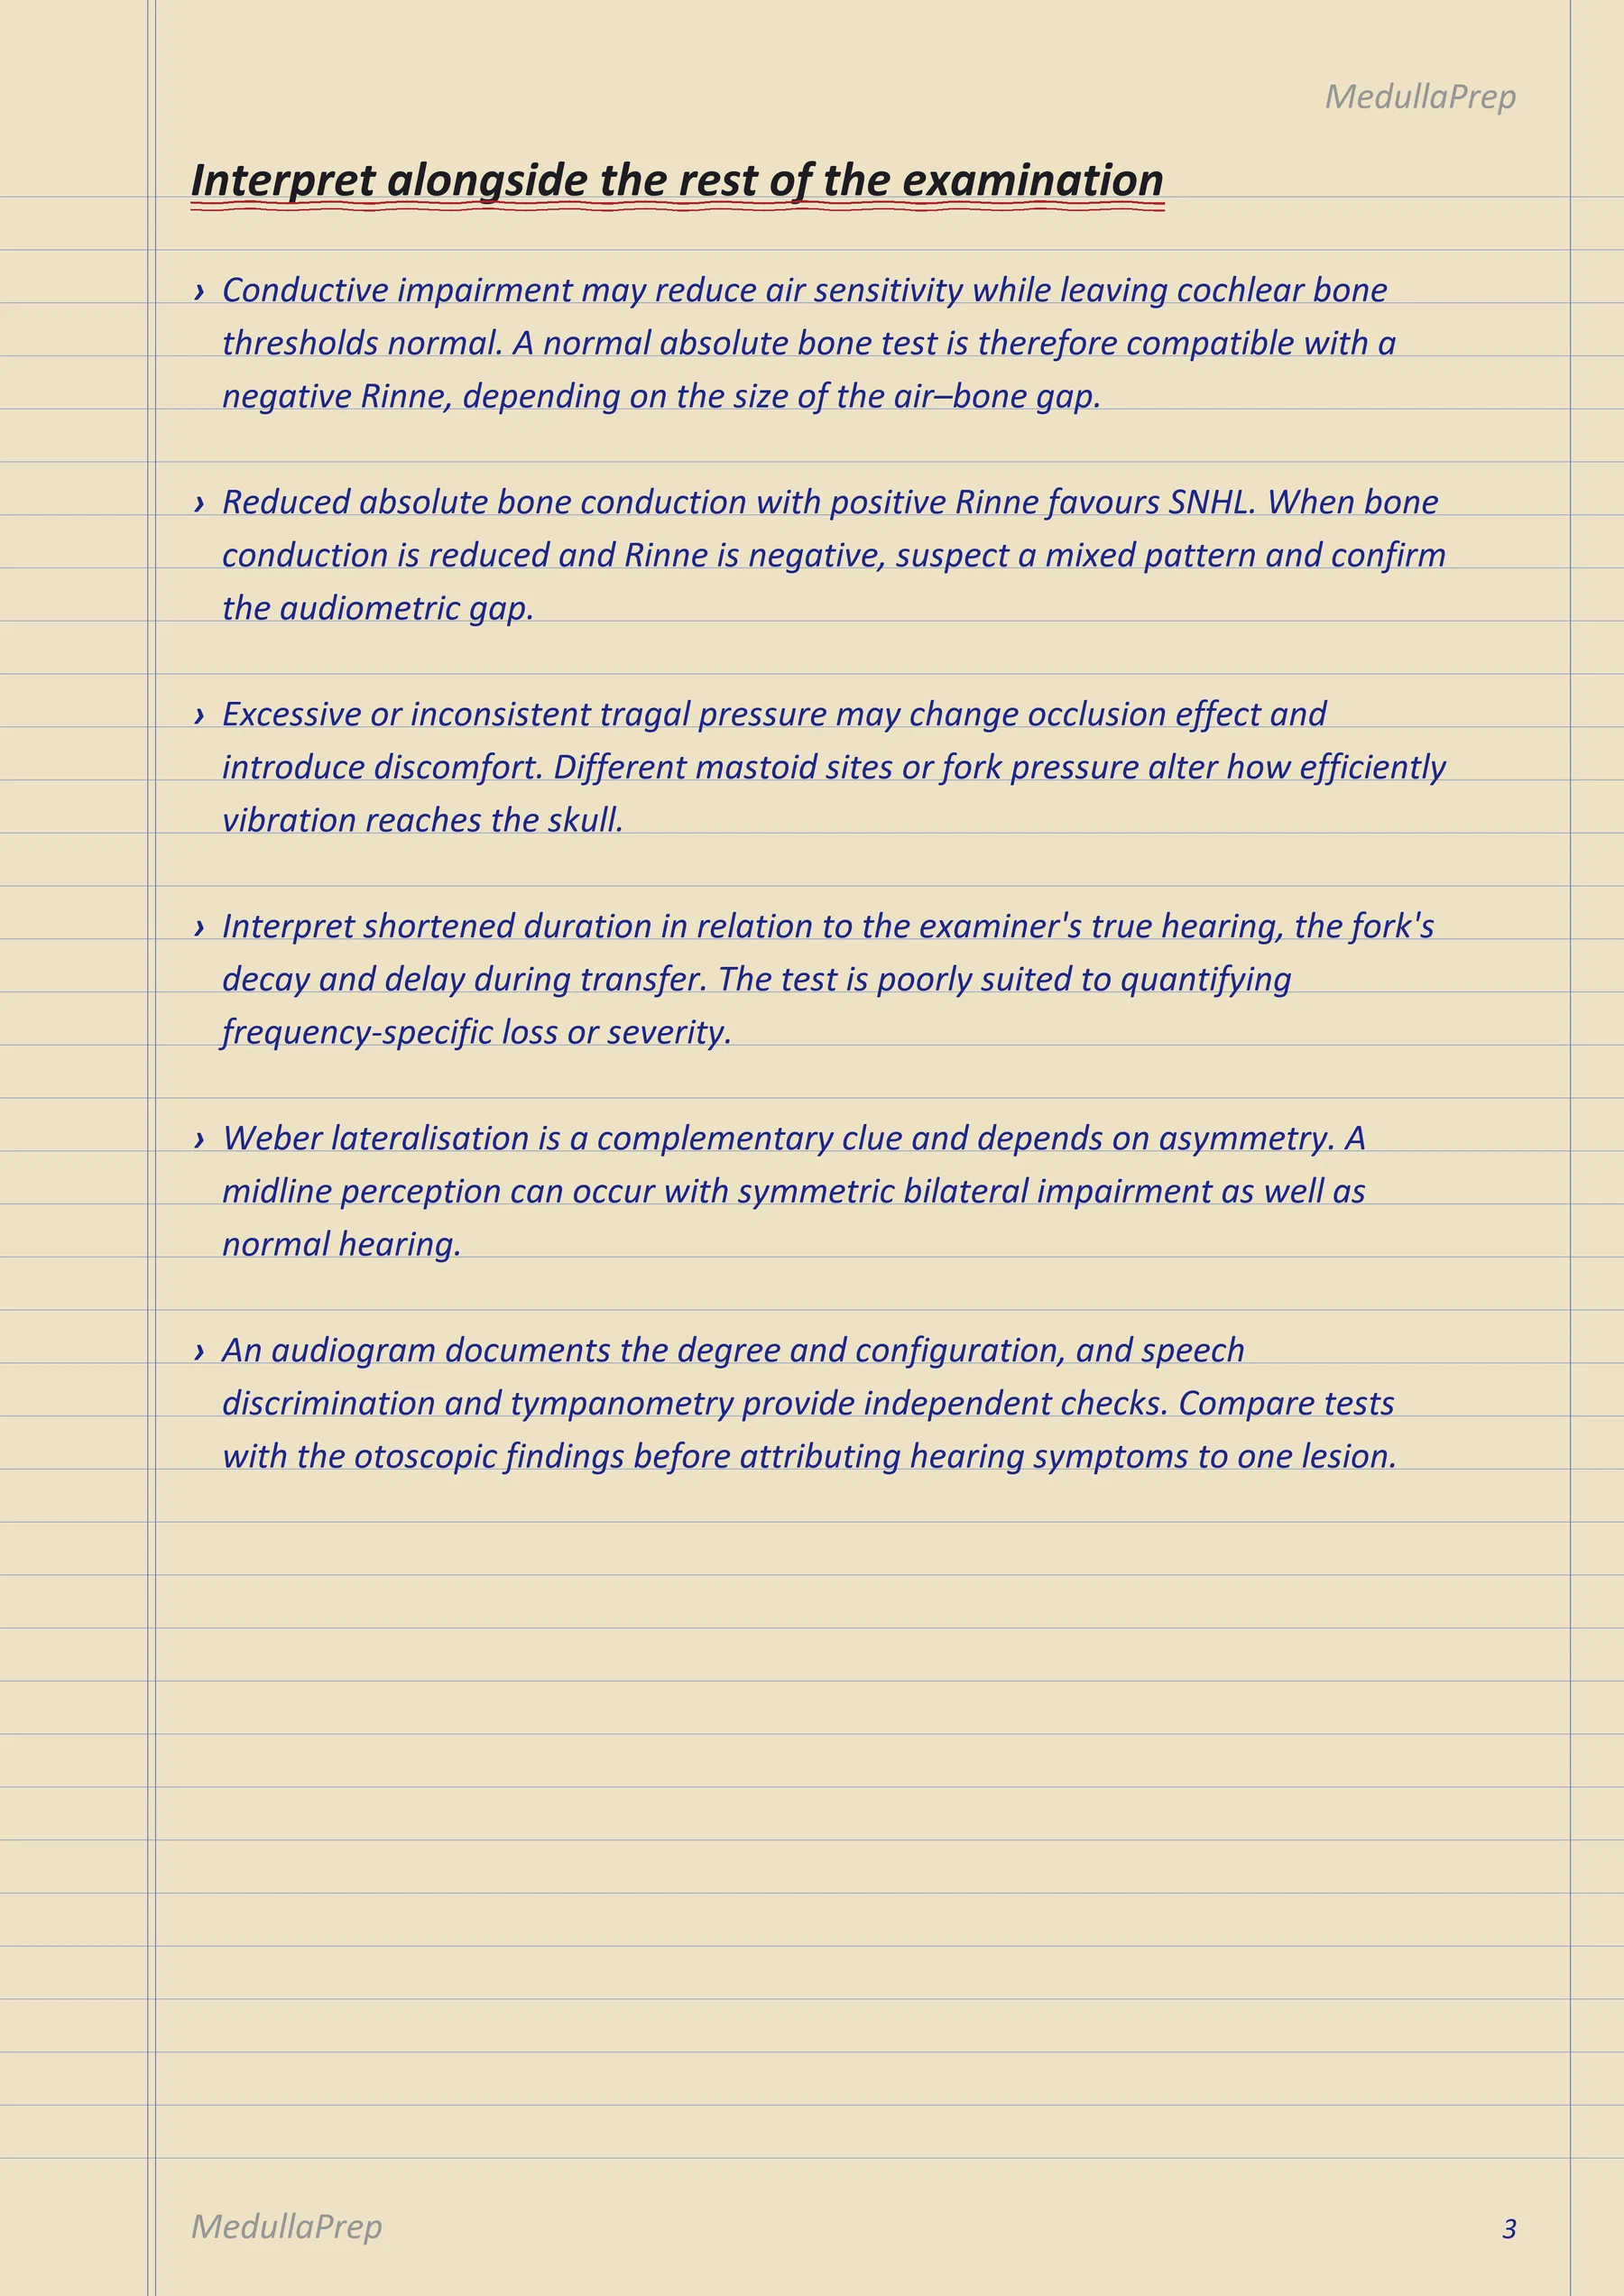 MedullaPrep
Interpret alongside the rest of the examination
› Conductive impairment may reduce air sensitivity while leaving cochlear bone
thresholds normal. A normal absolute bone test is therefore compatible with a
negative Rinne, depending on the size of the air–bone gap.
› Reduced absolute bone conduction with positive Rinne favours SNHL. When bone
conduction is reduced and Rinne is negative, suspect a mixed pattern and confirm
the audiometric gap.
› Excessive or inconsistent tragal pressure may change occlusion effect and
introduce discomfort. Different mastoid sites or fork pressure alter how efficiently
vibration reaches the skull.
› Interpret shortened duration in relation to the examiner's true hearing, the fork's
decay and delay during transfer. The test is poorly suited to quantifying
frequency-specific loss or severity.
› Weber lateralisation is a complementary clue and depends on asymmetry. A
midline perception can occur with symmetric bilateral impairment as well as
normal hearing.
› An audiogram documents the degree and configuration, and speech
discrimination and tympanometry provide independent checks. Compare tests
with the otoscopic findings before attributing hearing symptoms to one lesion.
MedullaPrep
3